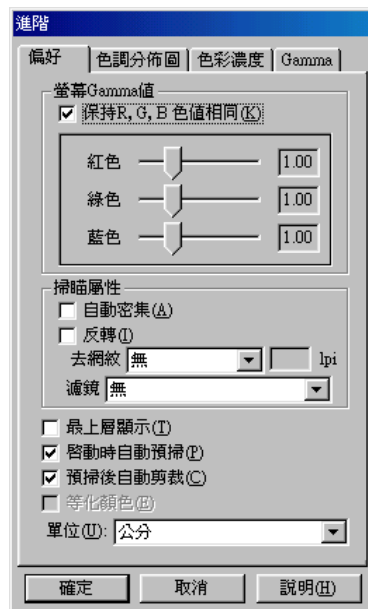 進階
偏好 色調分佈圖 色彩濃度 Gamma
螢幕Gamma值
保持R, G, B 色值相同(K)
紅色 1.00
綠色 1.00
藍色 1.00
掃瞄屬性
自動密集(A)
反轉(I)
去網紋 無 lpi
濾鏡 無
最上層顯示(T)
啓動時自動預掃(P)
預掃後自動剪裁(C)
等化顏色(E)
單位(U): 公分
確定 取消 説明(H)